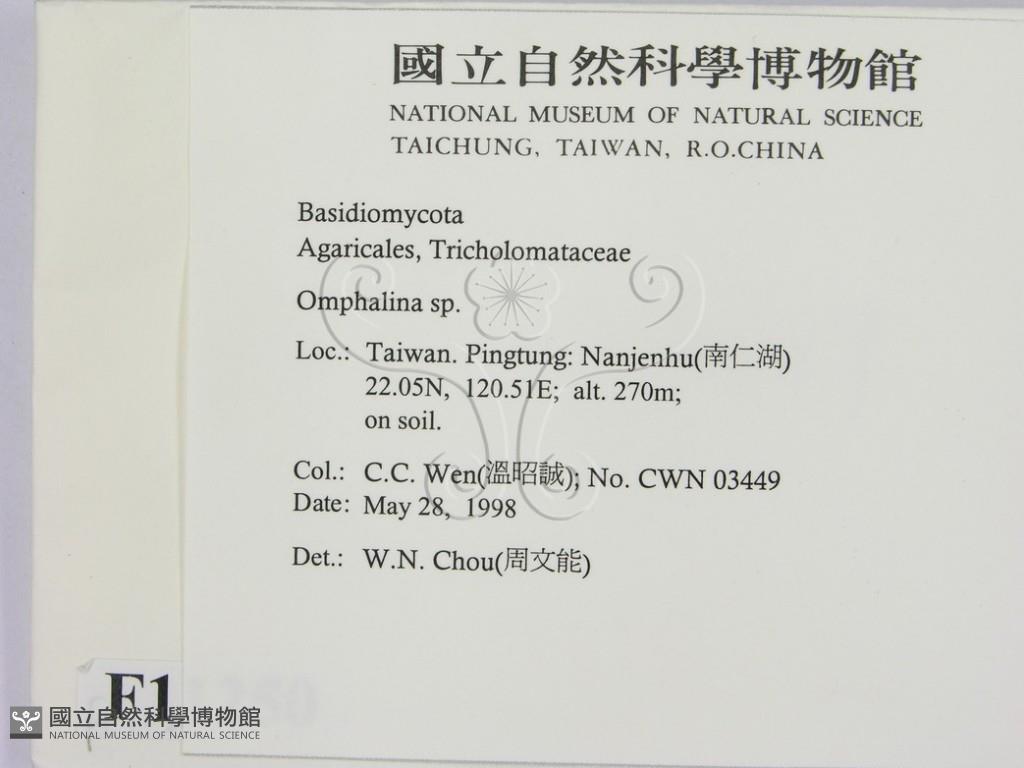 國立自然科學博物館
NATIONAL MUSEUM OF NATURAL SCIENCE
TAICHUNG, TAIWAN, R.O.CHINA
Basidiomycota
Agaricales, Tricholomataceae
Omphalina sp.
Loc.: Taiwan. Pingtung: Nanjenhu(南仁湖)
22.05N, 120.51E; alt. 270m;
on soil.
Col.: C.C. Wen(溫昭誠); No. CWN 03449
Date: May 28, 1998
Det.: W.N. Chou(周文能)
F1
國立自然科學博物館
NATIONAL MUSEUM OF NATURAL SCIENCE